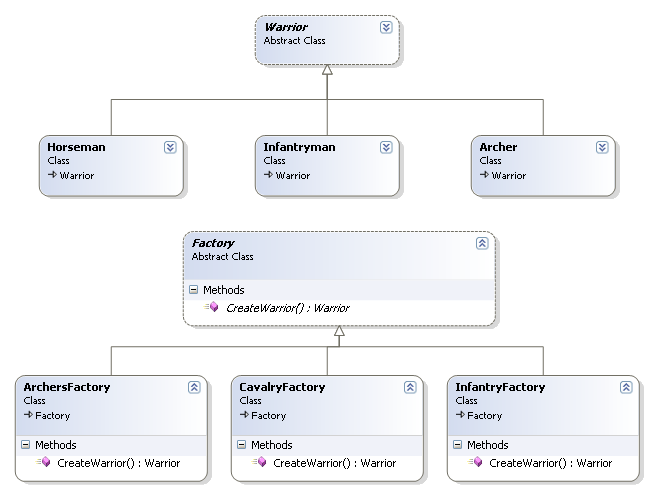 Warrior
Abstract Class
Horseman
Class
Warrior
Infantryman
Class
Warrior
Archer
Class
Warrior
Factory
Abstract Class
Methods
CreateWarrior() : Warrior
ArchersFactory
Class
Factory
Methods
CreateWarrior() : Warrior
CavalryFactory
Class
Factory
Methods
CreateWarrior() : Warrior
InfantryFactory
Class
Factory
Methods
CreateWarrior() : Warrior